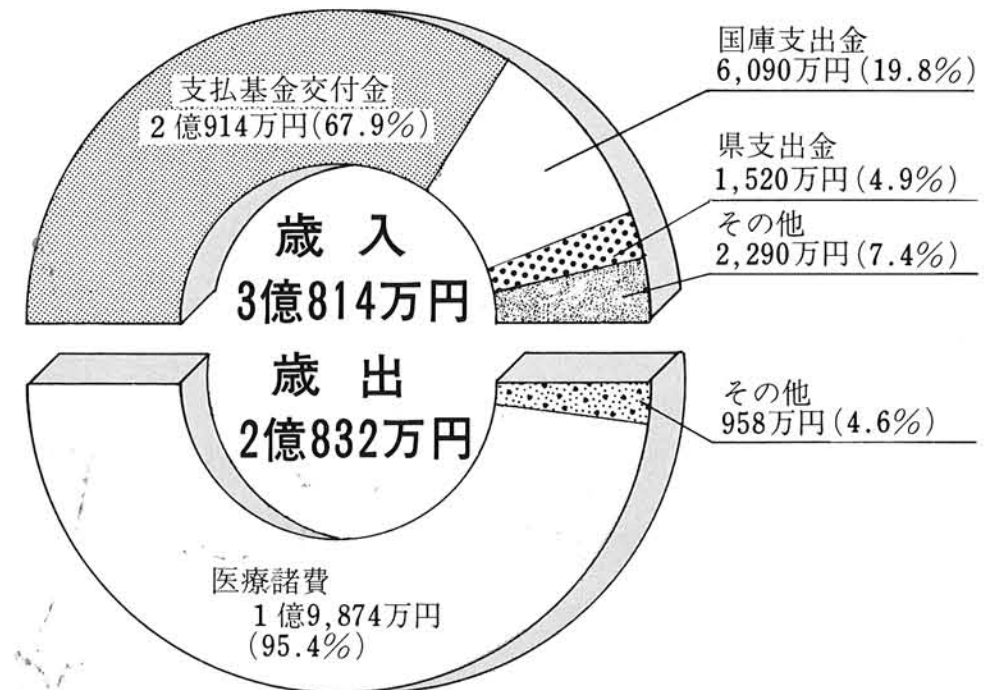 支払基金交付金
2億914万円(67.9%)
国庫支出金
6,090万円(19.8%)
県支出金
1,520万円(4.9%)
その他
2,290万円(7.4%)
歳入
3億814万円
歳出
2億832万円
その他
958万円(4.6%)
医療諸費
1億9,874万円
(95.4%)